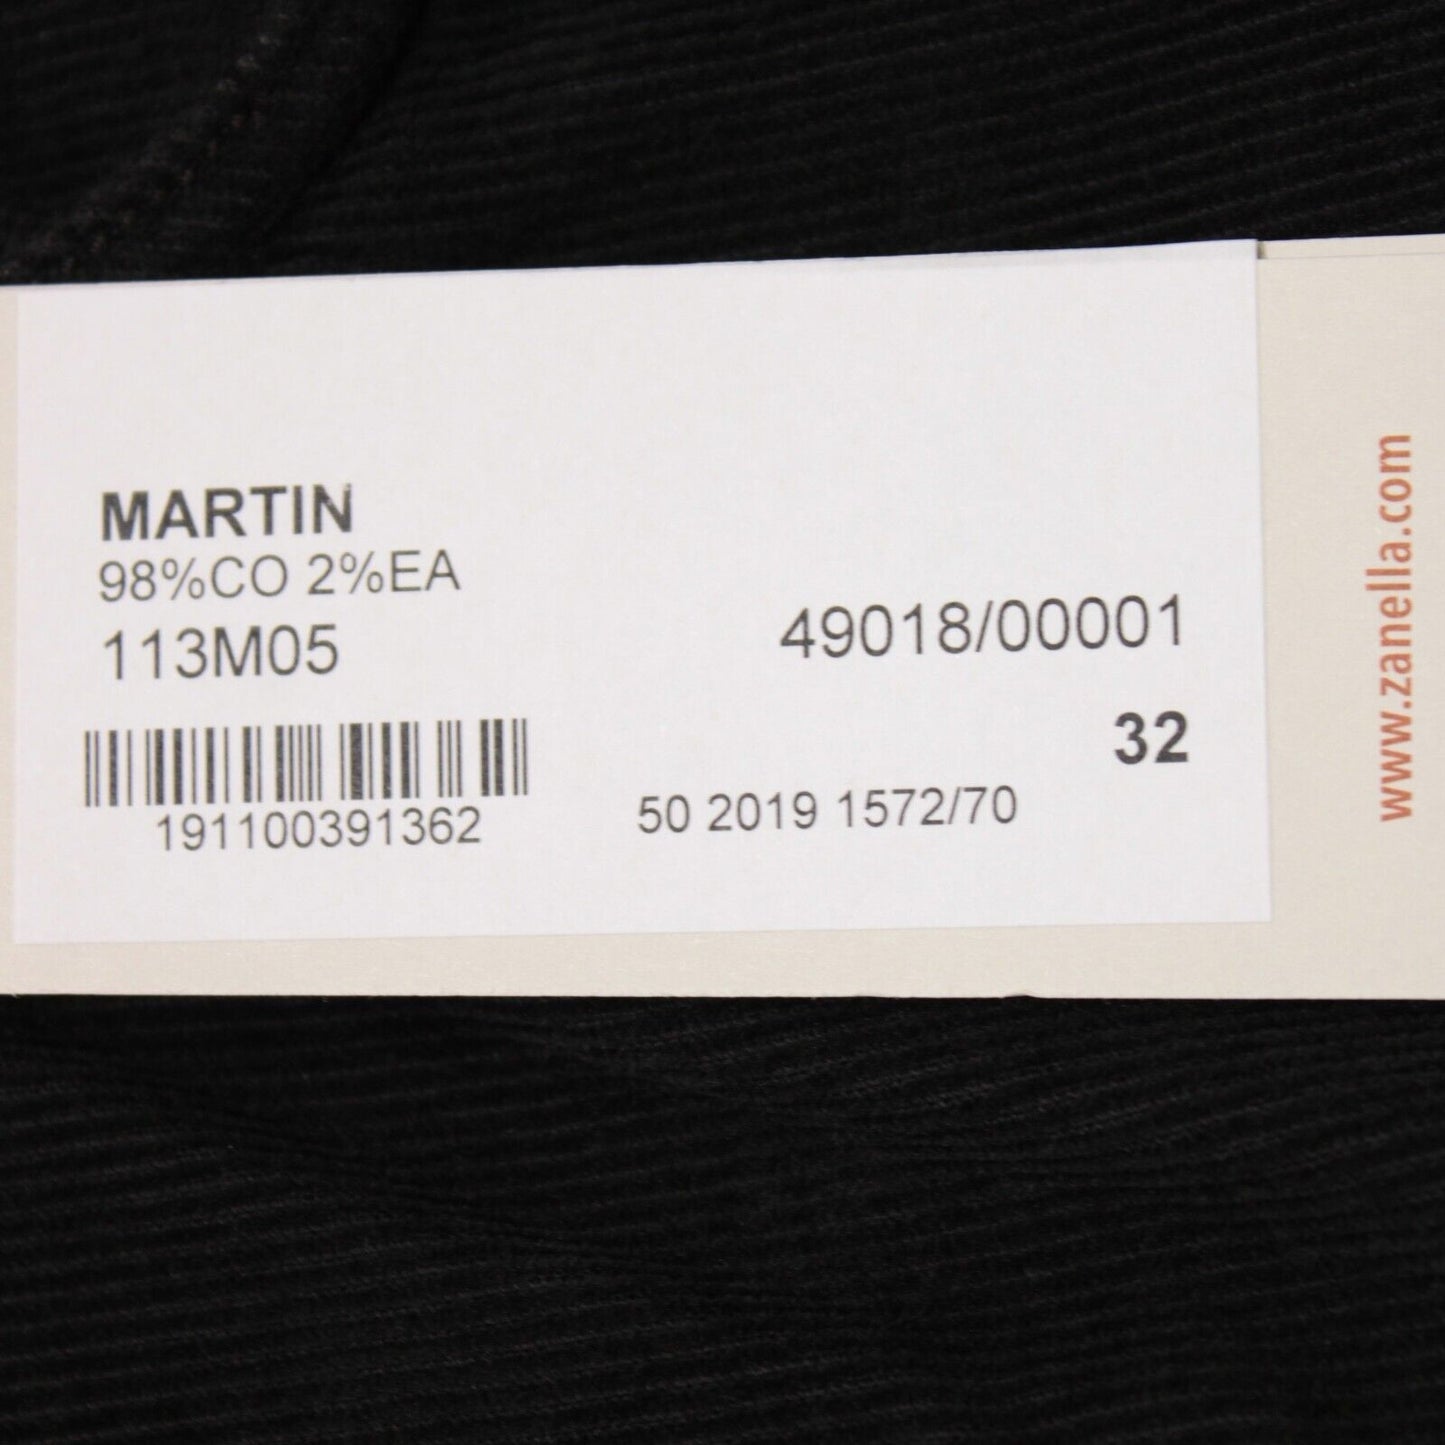 MARTIN
98%CO 2%EA
113M05
49018/00001
32
191100391362
50 2019 1572/70
www.zanella.com